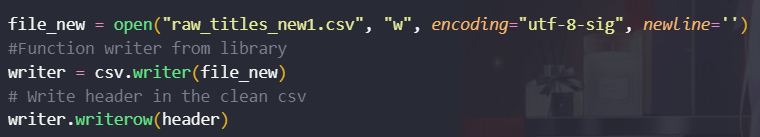 file_new = open("raw_titles_new1.csv", "w", encoding="utf-8-sig", newline='')
#Function writer from library
writer = csv.writer(file_new)
# Write header in the clean csv
writer.writerow(header)